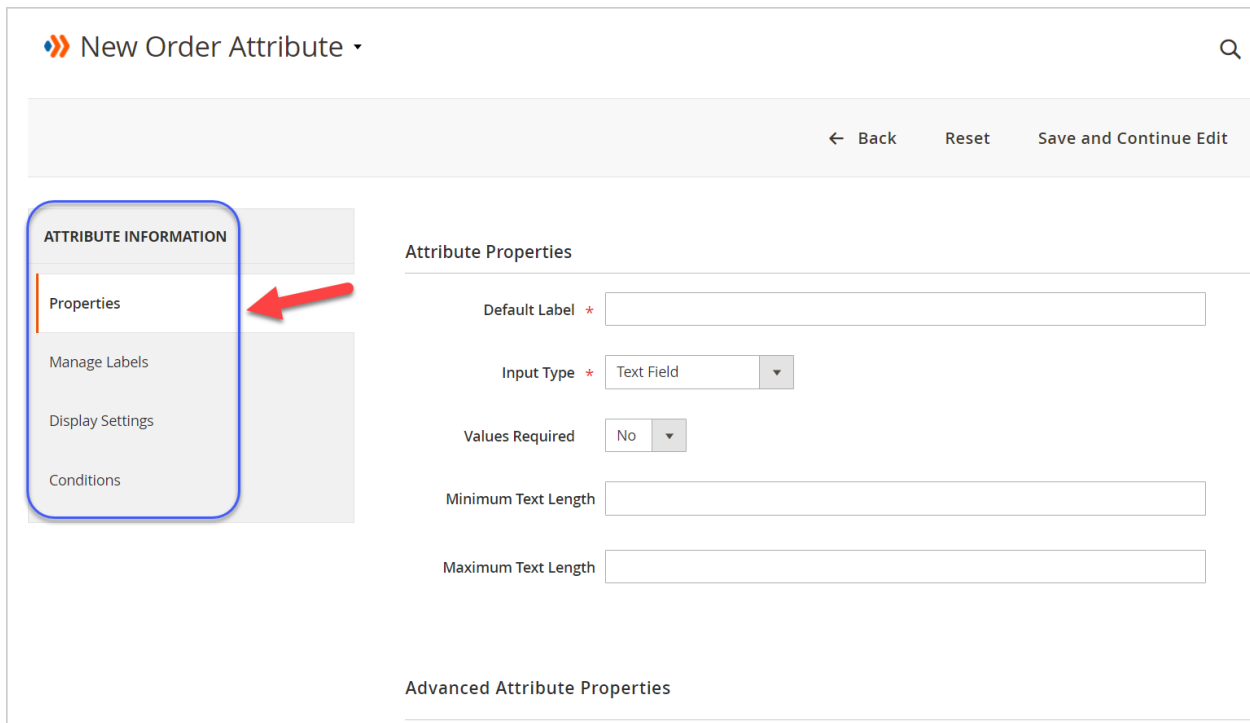 New Order Attribute
← Back Reset Save and Continue Edit
ATTRIBUTE INFORMATION
Properties
Manage Labels
Display Settings
Conditions
Attribute Properties
Default Label *
Input Type * Text Field
Values Required No
Minimum Text Length
Maximum Text Length
Advanced Attribute Properties